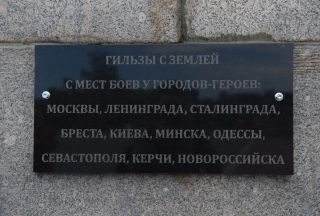 ГИЛЬЗЫ С ЗЕМЛЕЙ
С МЕСТ БОЕВ У ГОРОДОВ-ГЕРОЕВ:
МОСКВЫ, ЛЕНИНГРАДА, СТАЛИНГРАДА,
БРЕСТА, КИЕВА, МИНСКА, ОДЕССЫ,
СЕВАСТОПОЛЯ, КЕРЧИ, НОВОРОССИЙСКА